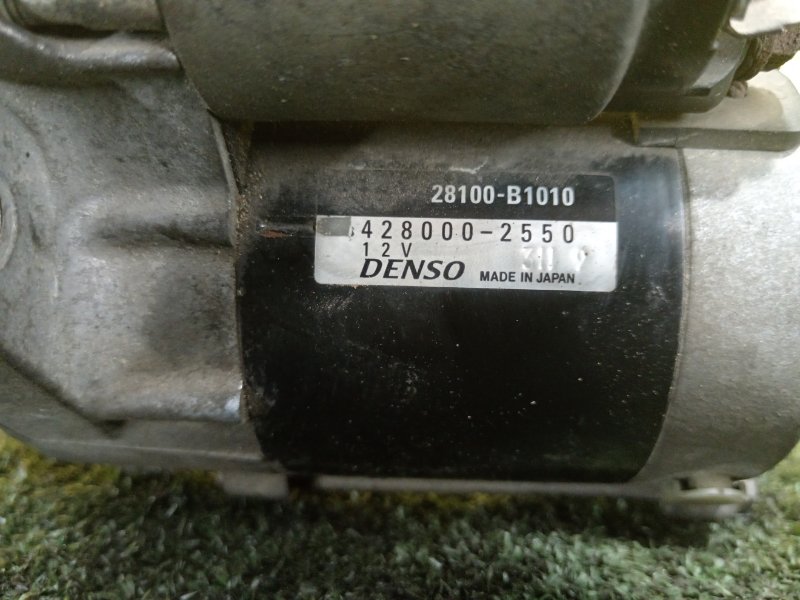 28100-B1010
428000-2550
12V
DENSO MADE IN JAPAN